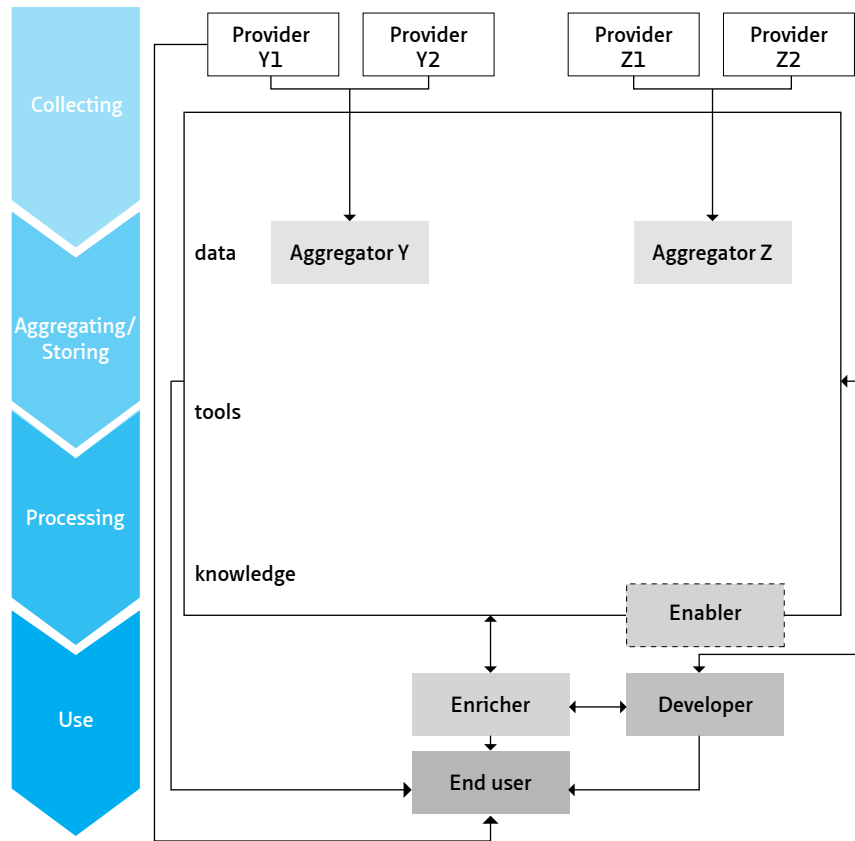 Provider
Y1
Provider
Y2
Provider
Z1
Provider
Z2
Collecting
data
Aggregator Y
Aggregator Z
Aggregating/
Storing
tools
Processing
knowledge
Enabler
Enricher
Developer
Use
End user